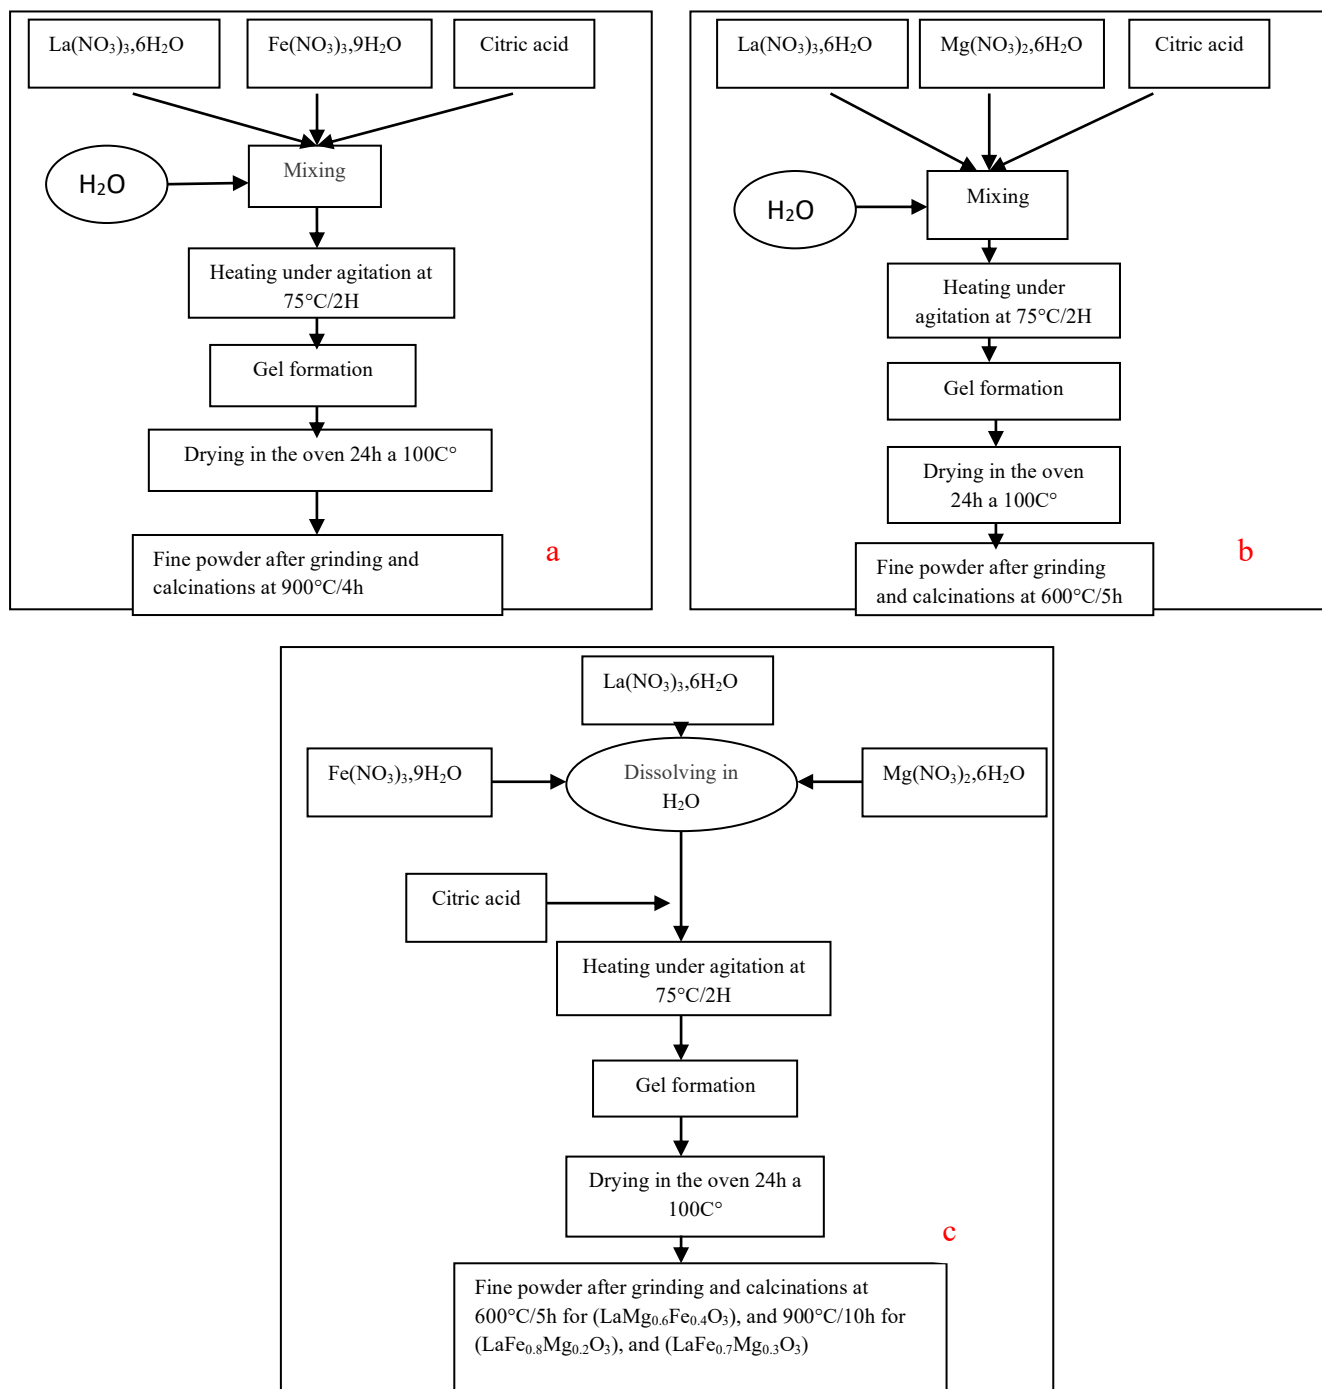 La(NO₃)₃,6H₂O
Fe(NO₃)₃,9H₂O
Citric acid
H₂O
Mixing
Heating under agitation at
75°C/2H
Gel formation
Drying in the oven 24h a 100C°
Fine powder after grinding and
calcinations at 900°C/4h
a
La(NO₃)₃,6H₂O
Mg(NO₃)₂,6H₂O
Citric acid
H₂O
Mixing
Heating under
agitation at 75°C/2H
Gel formation
Drying in the oven
24h a 100C°
Fine powder after grinding
and calcinations at 600°C/5h
b
La(NO₃)₃,6H₂O
Fe(NO₃)₃,9H₂O
Dissolving in
H₂O
Mg(NO₃)₂,6H₂O
Citric acid
Heating under agitation at
75°C/2H
Gel formation
Drying in the oven 24h a
100C°
c
Fine powder after grinding and calcinations at
600°C/5h for (LaMg₀.₆Fe₀.₄O₃), and 900°C/10h for
(LaFe₀.₈Mg₀.₂O₃), and (LaFe₀.₇Mg₀.₃O₃)